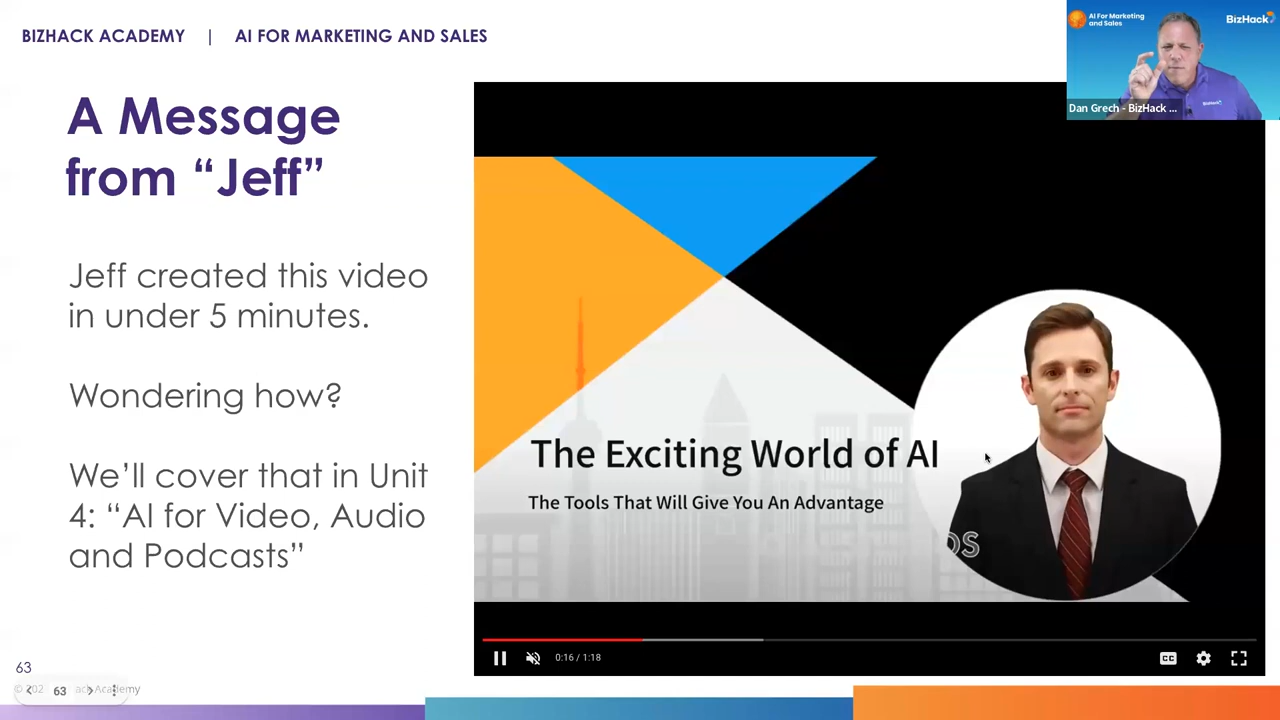 BIZHACK ACADEMY | AI FOR MARKETING AND SALES
AI For Marketing
and Sales
BizHack
BizHack
Dan Grech - BizHack ...
A Message
from “Jeff”
Jeff created this video
in under 5 minutes.
Wondering how?
We’ll cover that in Unit
4: “AI for Video, Audio
and Podcasts”
The Exciting World of AI
The Tools That Will Give You An Advantage
0:16 / 1:18
CC
63
63
Academy